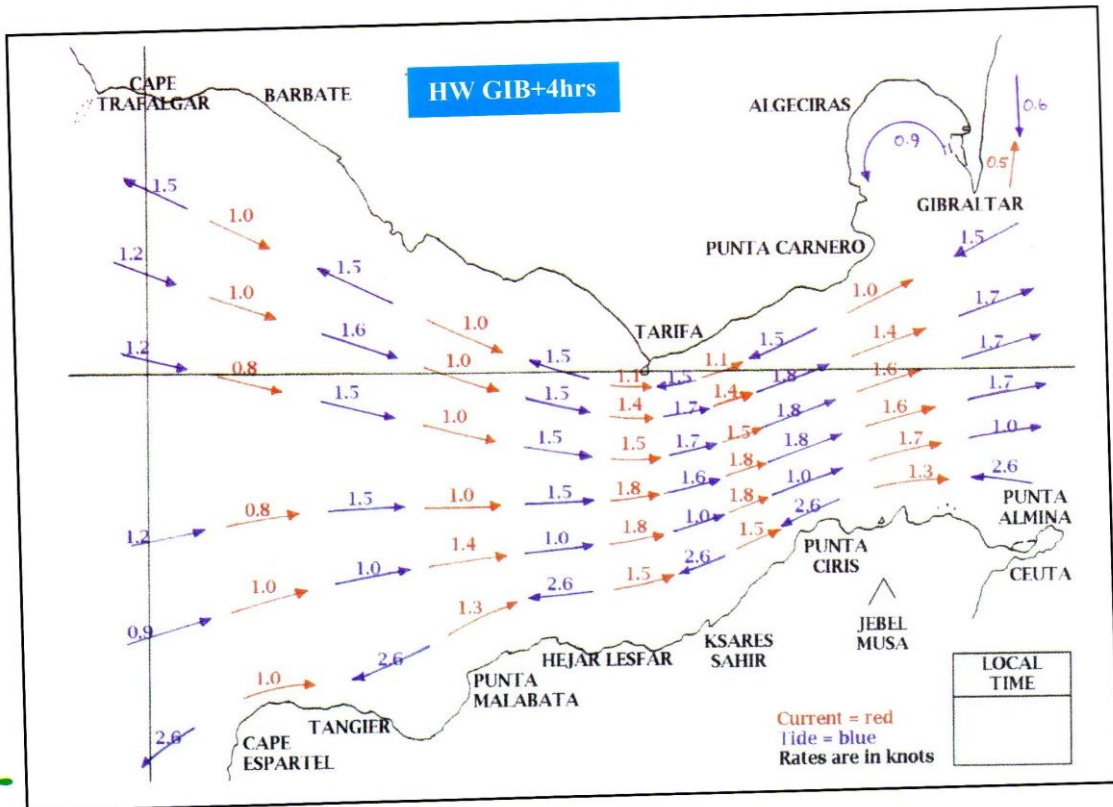 HW GIB+4hrs
CAPE
TRAFALGAR
BARBATE
ALGECIRAS
0.6
0.9
0.5
GIBRALTAR
1.5
1.0
1.5
PUNTA CARNERO
1.2
1.0
1.5
1.0
1.7
1.5
1.6
1.0
TARIFA
1.5
1.4
1.7
1.2
0.8
1.0
1.5
1.1
1.5
1.1
1.8
1.6
1.7
1.5
1.0
1.5
1.4
1.7
1.4
1.8
1.6
1.0
1.5
1.5
1.7
1.5
1.8
1.7
2.6
1.2
0.8
1.5
1.0
1.5
1.8
1.6
1.8
1.0
1.3
PUNTA
ALMINA
1.0
1.4
1.0
1.8
1.0
1.8
2.6
PUNTA
CIRIS
CEUTA
0.9
1.0
1.3
2.6
1.5
2.6
1.5
JEBEL
MUSA
KSARES
SAHIR
HEJAR LESFAR
2.6
PUNTA
MALABATA
1.0
TANGIER
2.6
CAPE
ESPARTEL
LOCAL
TIME
Current = red
Tide = blue
Rates are in knots